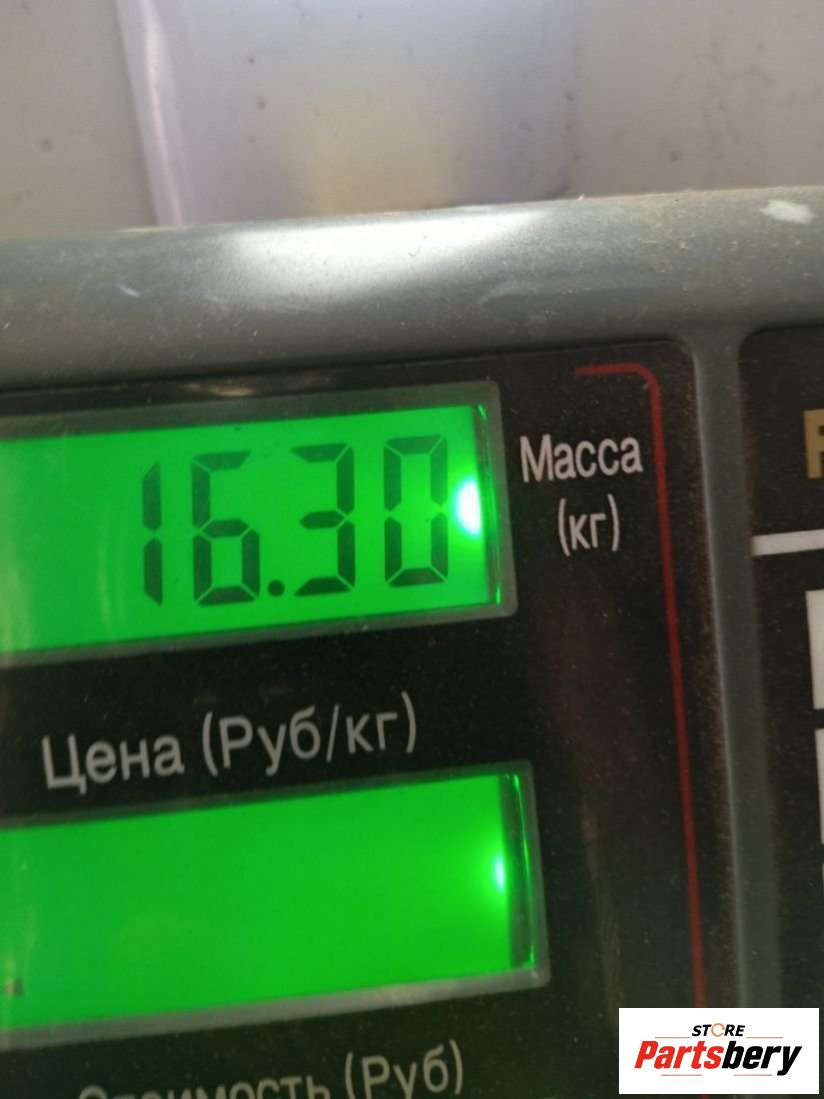 16.30
Масса
(кг)
Цена (Руб/кг)
Стоимость (Руб)
STORE
Partsbery